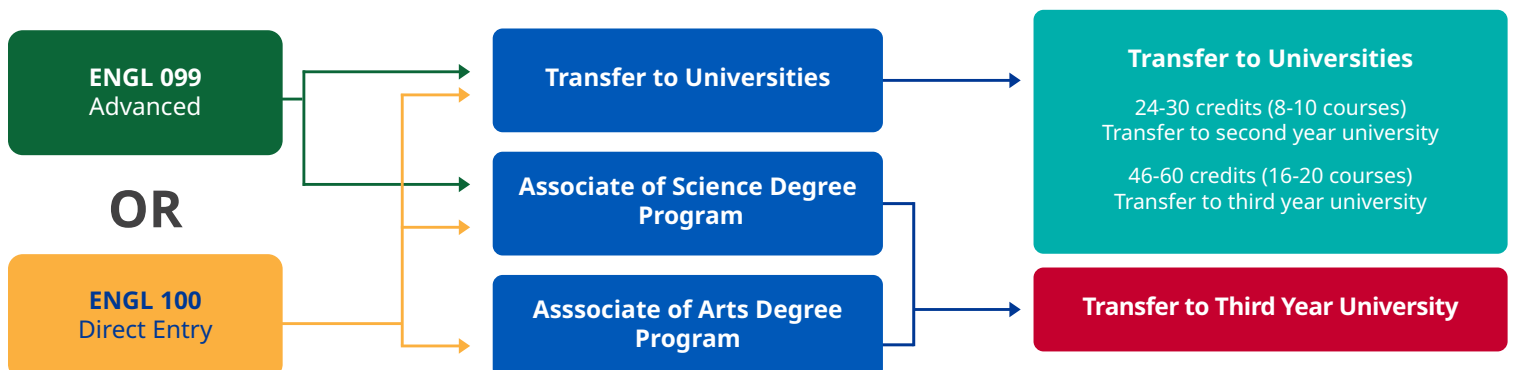 ENGL 099
Advanced
OR
ENGL 100
Direct Entry
Transfer to Universities
Associate of Science Degree
Program
Asssociate of Arts Degree
Program
Transfer to Universities
24-30 credits (8-10 courses)
Transfer to second year university
46-60 credits (16-20 courses)
Transfer to third year university
Transfer to Third Year University